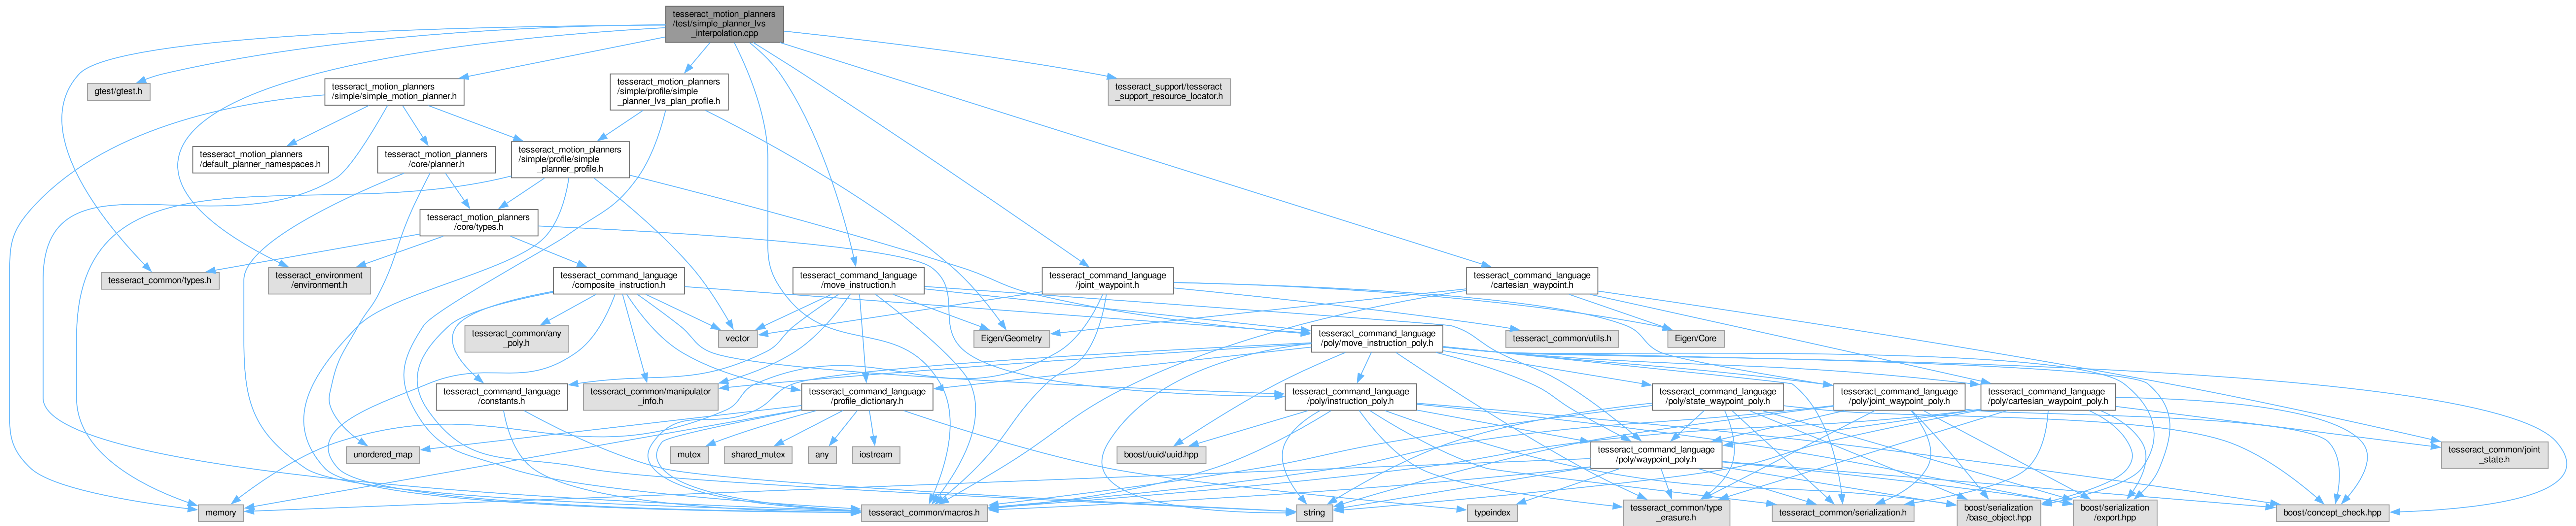 tesseract_motion_planners
/test/simple_planner_lvs
_interpolation.cpp
gtest/gtest.h
tesseract_motion_planners
/simple/simple_motion_planner.h
tesseract_motion_planners
/simple/profile/simple
_planner_lvs_plan_profile.h
tesseract_support/tesseract
_support_resource_locator.h
tesseract_motion_planners
/default_planner_namespaces.h
tesseract_motion_planners
/core/planner.h
tesseract_motion_planners
/simple/profile/simple
_planner_profile.h
tesseract_motion_planners
/core/types.h
tesseract_common/types.h
tesseract_environment
/environment.h
tesseract_command_language
/composite_instruction.h
tesseract_command_language
/move_instruction.h
tesseract_command_language
/joint_waypoint.h
tesseract_command_language
/cartesian_waypoint.h
tesseract_common/any
_poly.h
vector
Eigen/Geometry
tesseract_command_language
/poly/move_instruction_poly.h
tesseract_common/utils.h
Eigen/Core
tesseract_command_language
/constants.h
tesseract_common/manipulator
_info.h
tesseract_command_language
/profile_dictionary.h
tesseract_command_language
/poly/instruction_poly.h
tesseract_command_language
/poly/state_waypoint_poly.h
tesseract_command_language
/poly/joint_waypoint_poly.h
tesseract_command_language
/poly/cartesian_waypoint_poly.h
unordered_map
mutex
shared_mutex
any
iostream
boost/uuid/uuid.hpp
tesseract_command_language
/poly/waypoint_poly.h
tesseract_common/joint
_state.h
memory
tesseract_common/macros.h
string
typeindex
tesseract_common/type
_erasure.h
tesseract_common/serialization.h
boost/serialization
/base_object.hpp
boost/serialization
/export.hpp
boost/concept_check.hpp